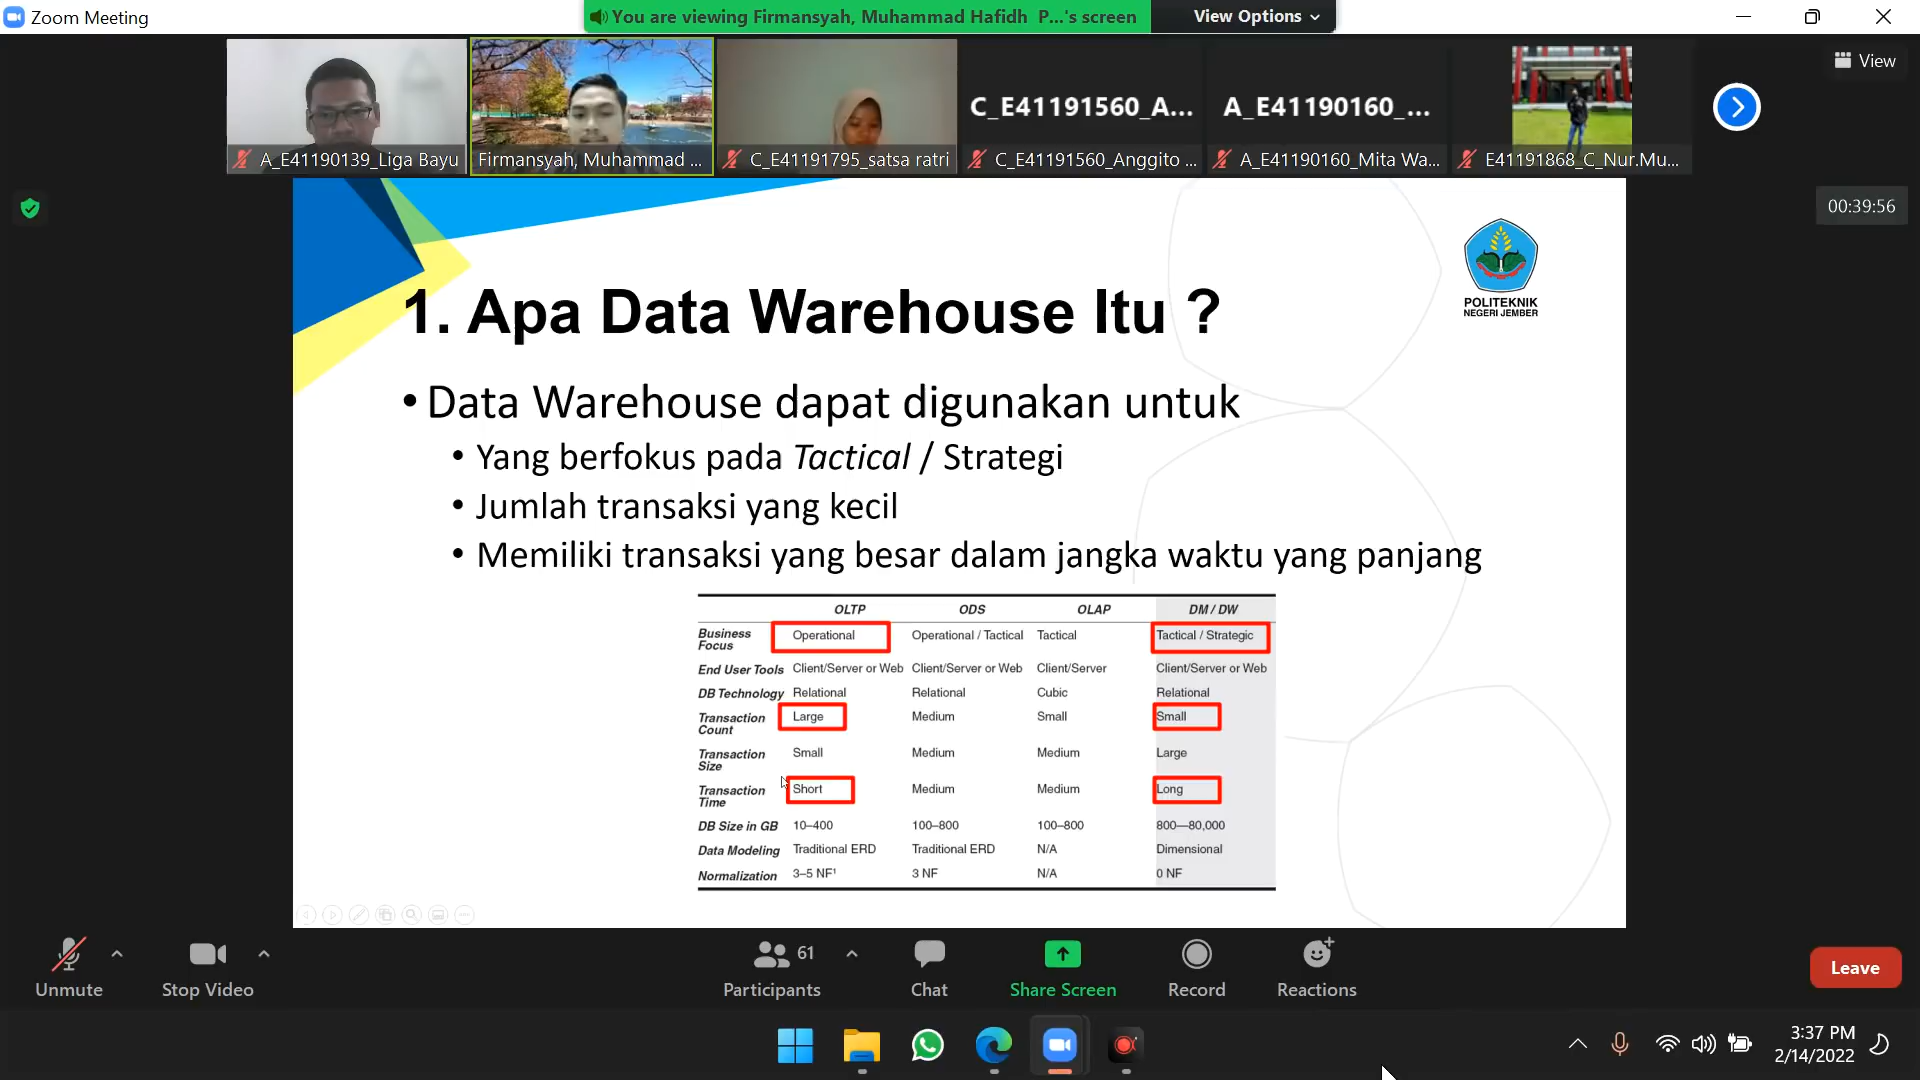 Zoom Meeting
You are viewing Firmansyah, Muhammad Hafidh P...'s screen
View Options
A_E41190139_Liga Bayu
Firmansyah, Muhammad ...
C_E41191795_satsa ratri
C_E41191560_A...
C_E41191560_Anggito ...
A_E41190160_...
A_E41190160_Mita Wa...
E41191868_C_Nur.Mu...
View
00:39:56
POLITEKNIK
NEGERI JEMBER
1. Apa Data Warehouse Itu ?
• Data Warehouse dapat digunakan untuk
• Yang berfokus pada Tactical / Strategi
• Jumlah transaksi yang kecil
• Memiliki transaksi yang besar dalam jangka waktu yang panjang
OLTP ODS OLAP DM / DW
Business Focus Operational Operational / Tactical Tactical Tactical / Strategic
End User Tools Client/Server or Web Client/Server or Web Client/Server Client/Server or Web
DB Technology Relational Relational Cubic Relational
Transaction Count Large Medium Small Small
Transaction Size Small Medium Medium Large
Transaction Time Short Medium Medium Long
DB Size in GB 10–400 100–800 100–800 800—80,000
Data Modeling Traditional ERD Traditional ERD N/A Dimensional
Normalization 3–5 NF¹ 3 NF N/A 0 NF
Unmute
Stop Video
61
Participants
Chat
Share Screen
Record
Reactions
Leave
3:37 PM
2/14/2022